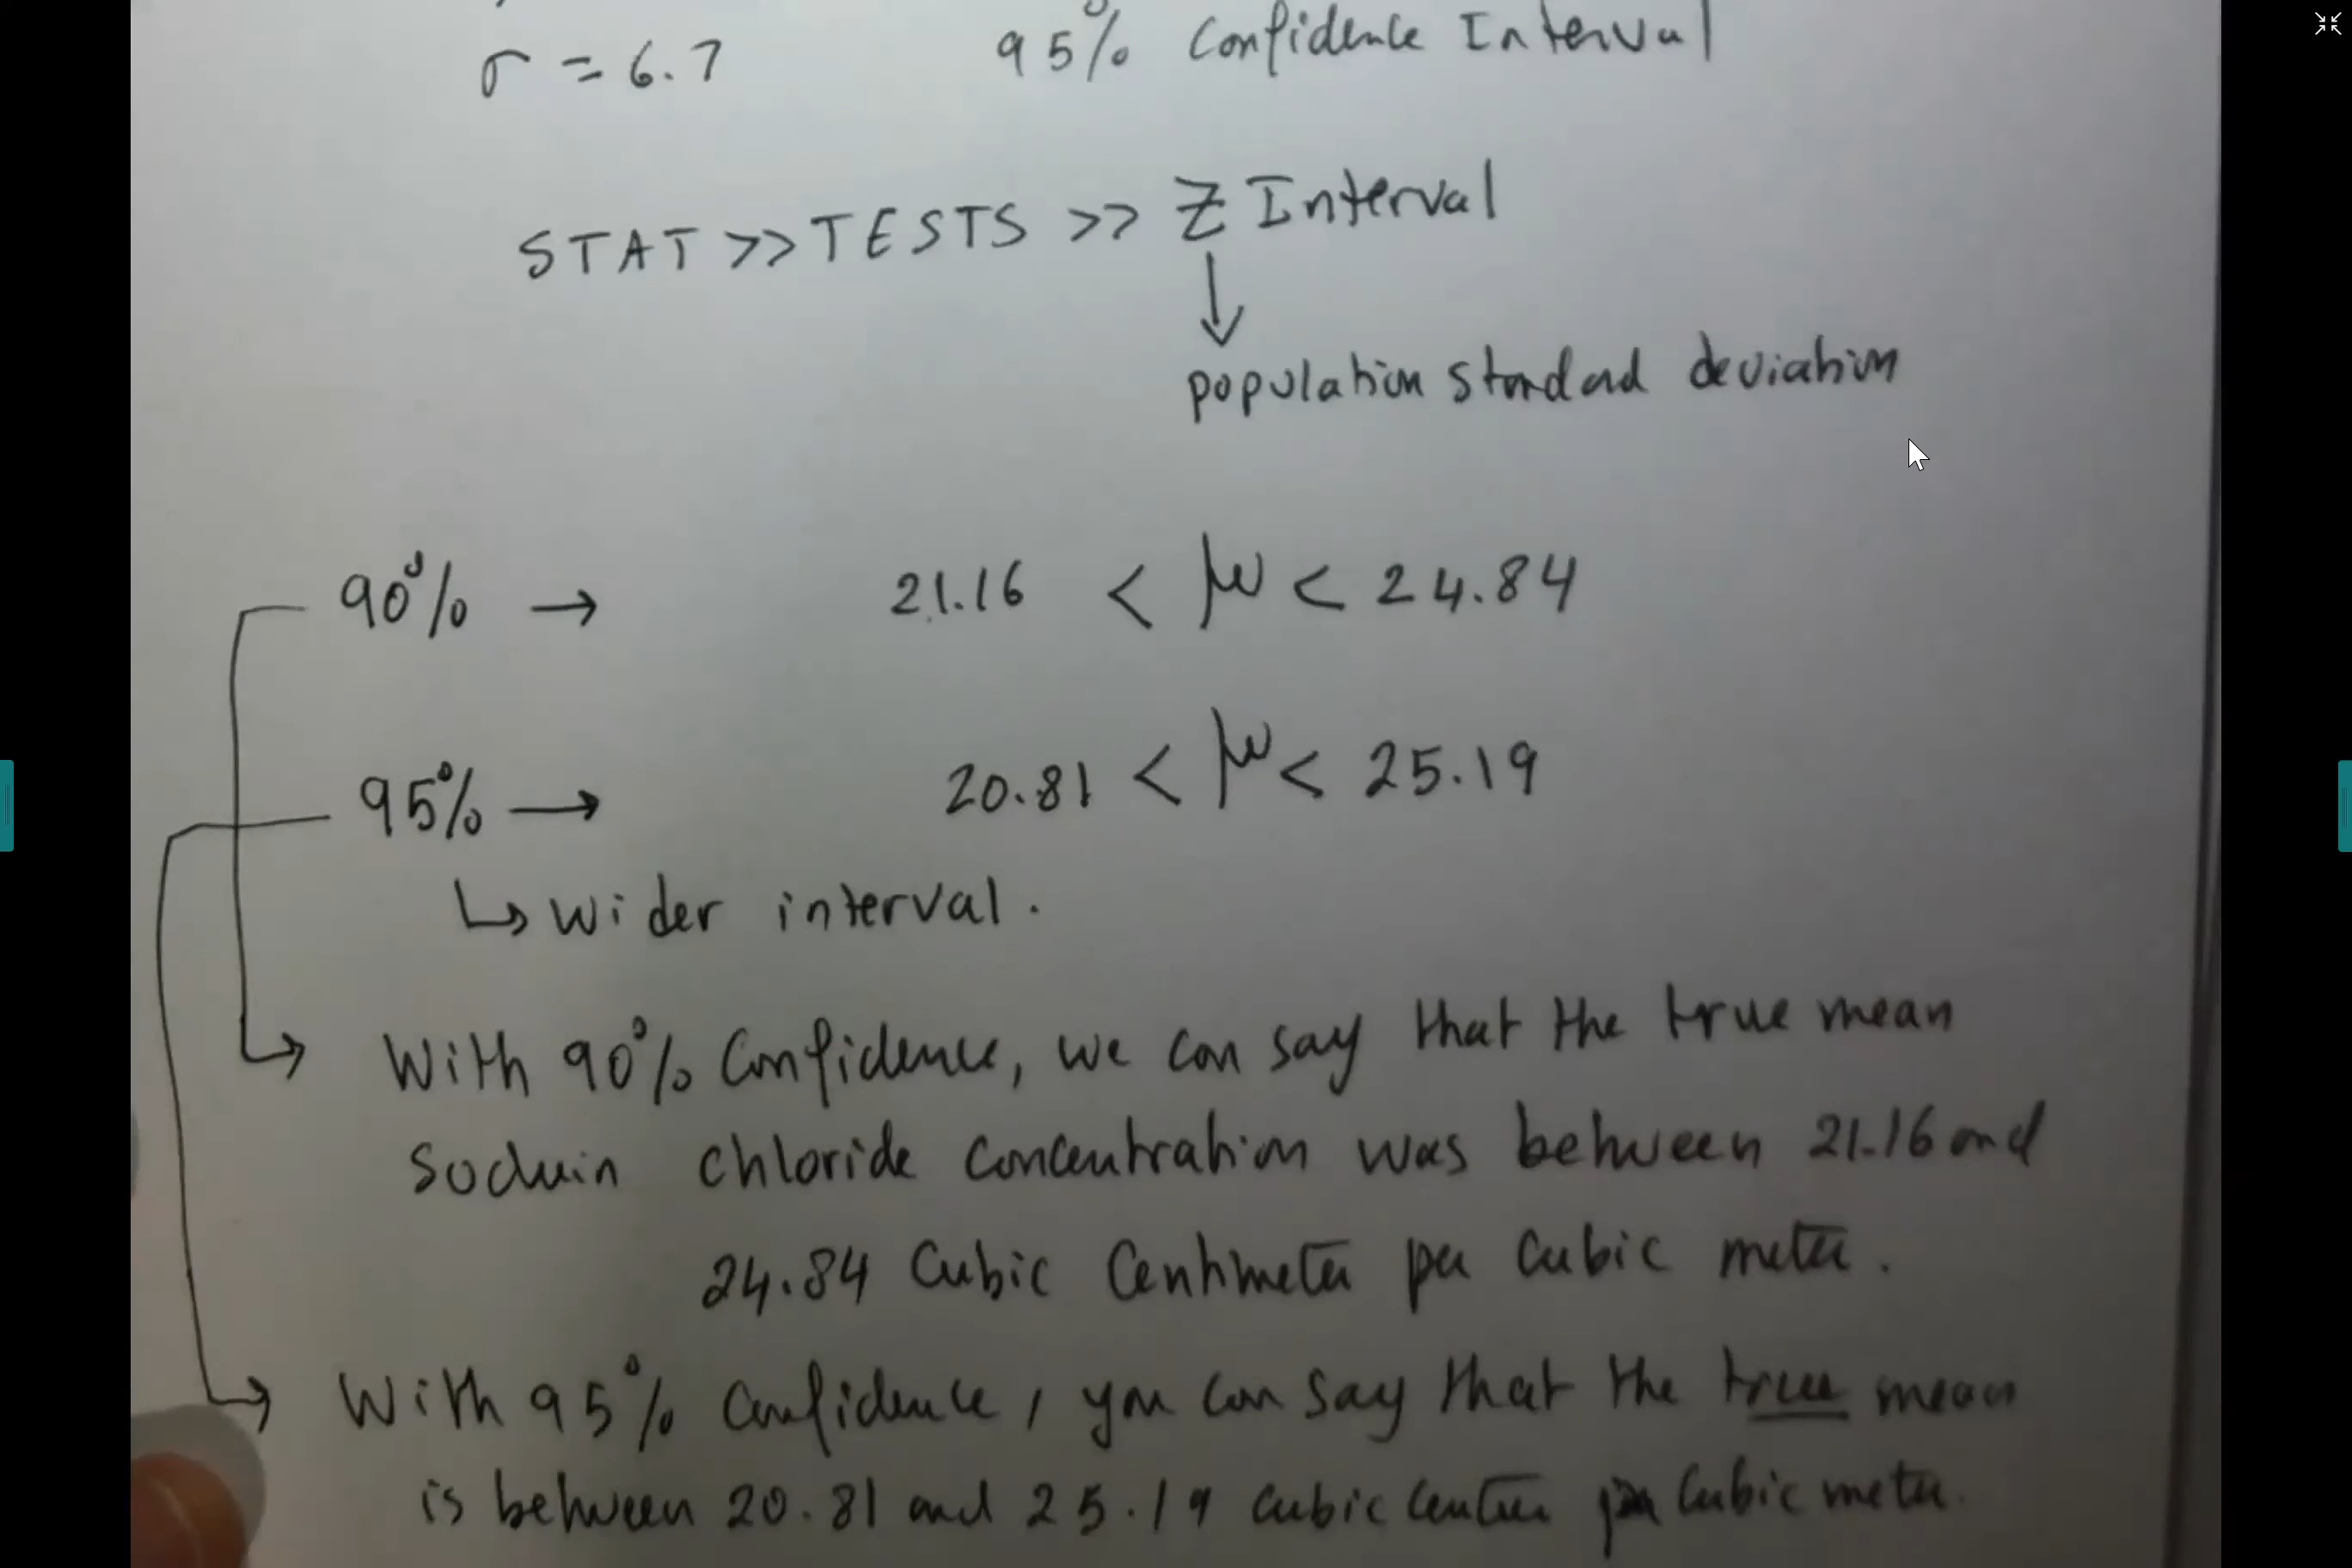 σ = 6.7 95% Confidence Interval
STAT >> TESTS >> Z Interval
↓
population standard deviation
90% → 21.16 < μ < 24.84
95% → 20.81 < μ < 25.19
↳ wider interval.
With 90% Confidence, we can say that the true mean
Sodium chloride concentration was between 21.16 and
24.84 Cubic Centimeter per Cubic meter.
With 95% Confidence, you can say that the true mean
is between 20.81 and 25.19 cubic per Cubic meter.